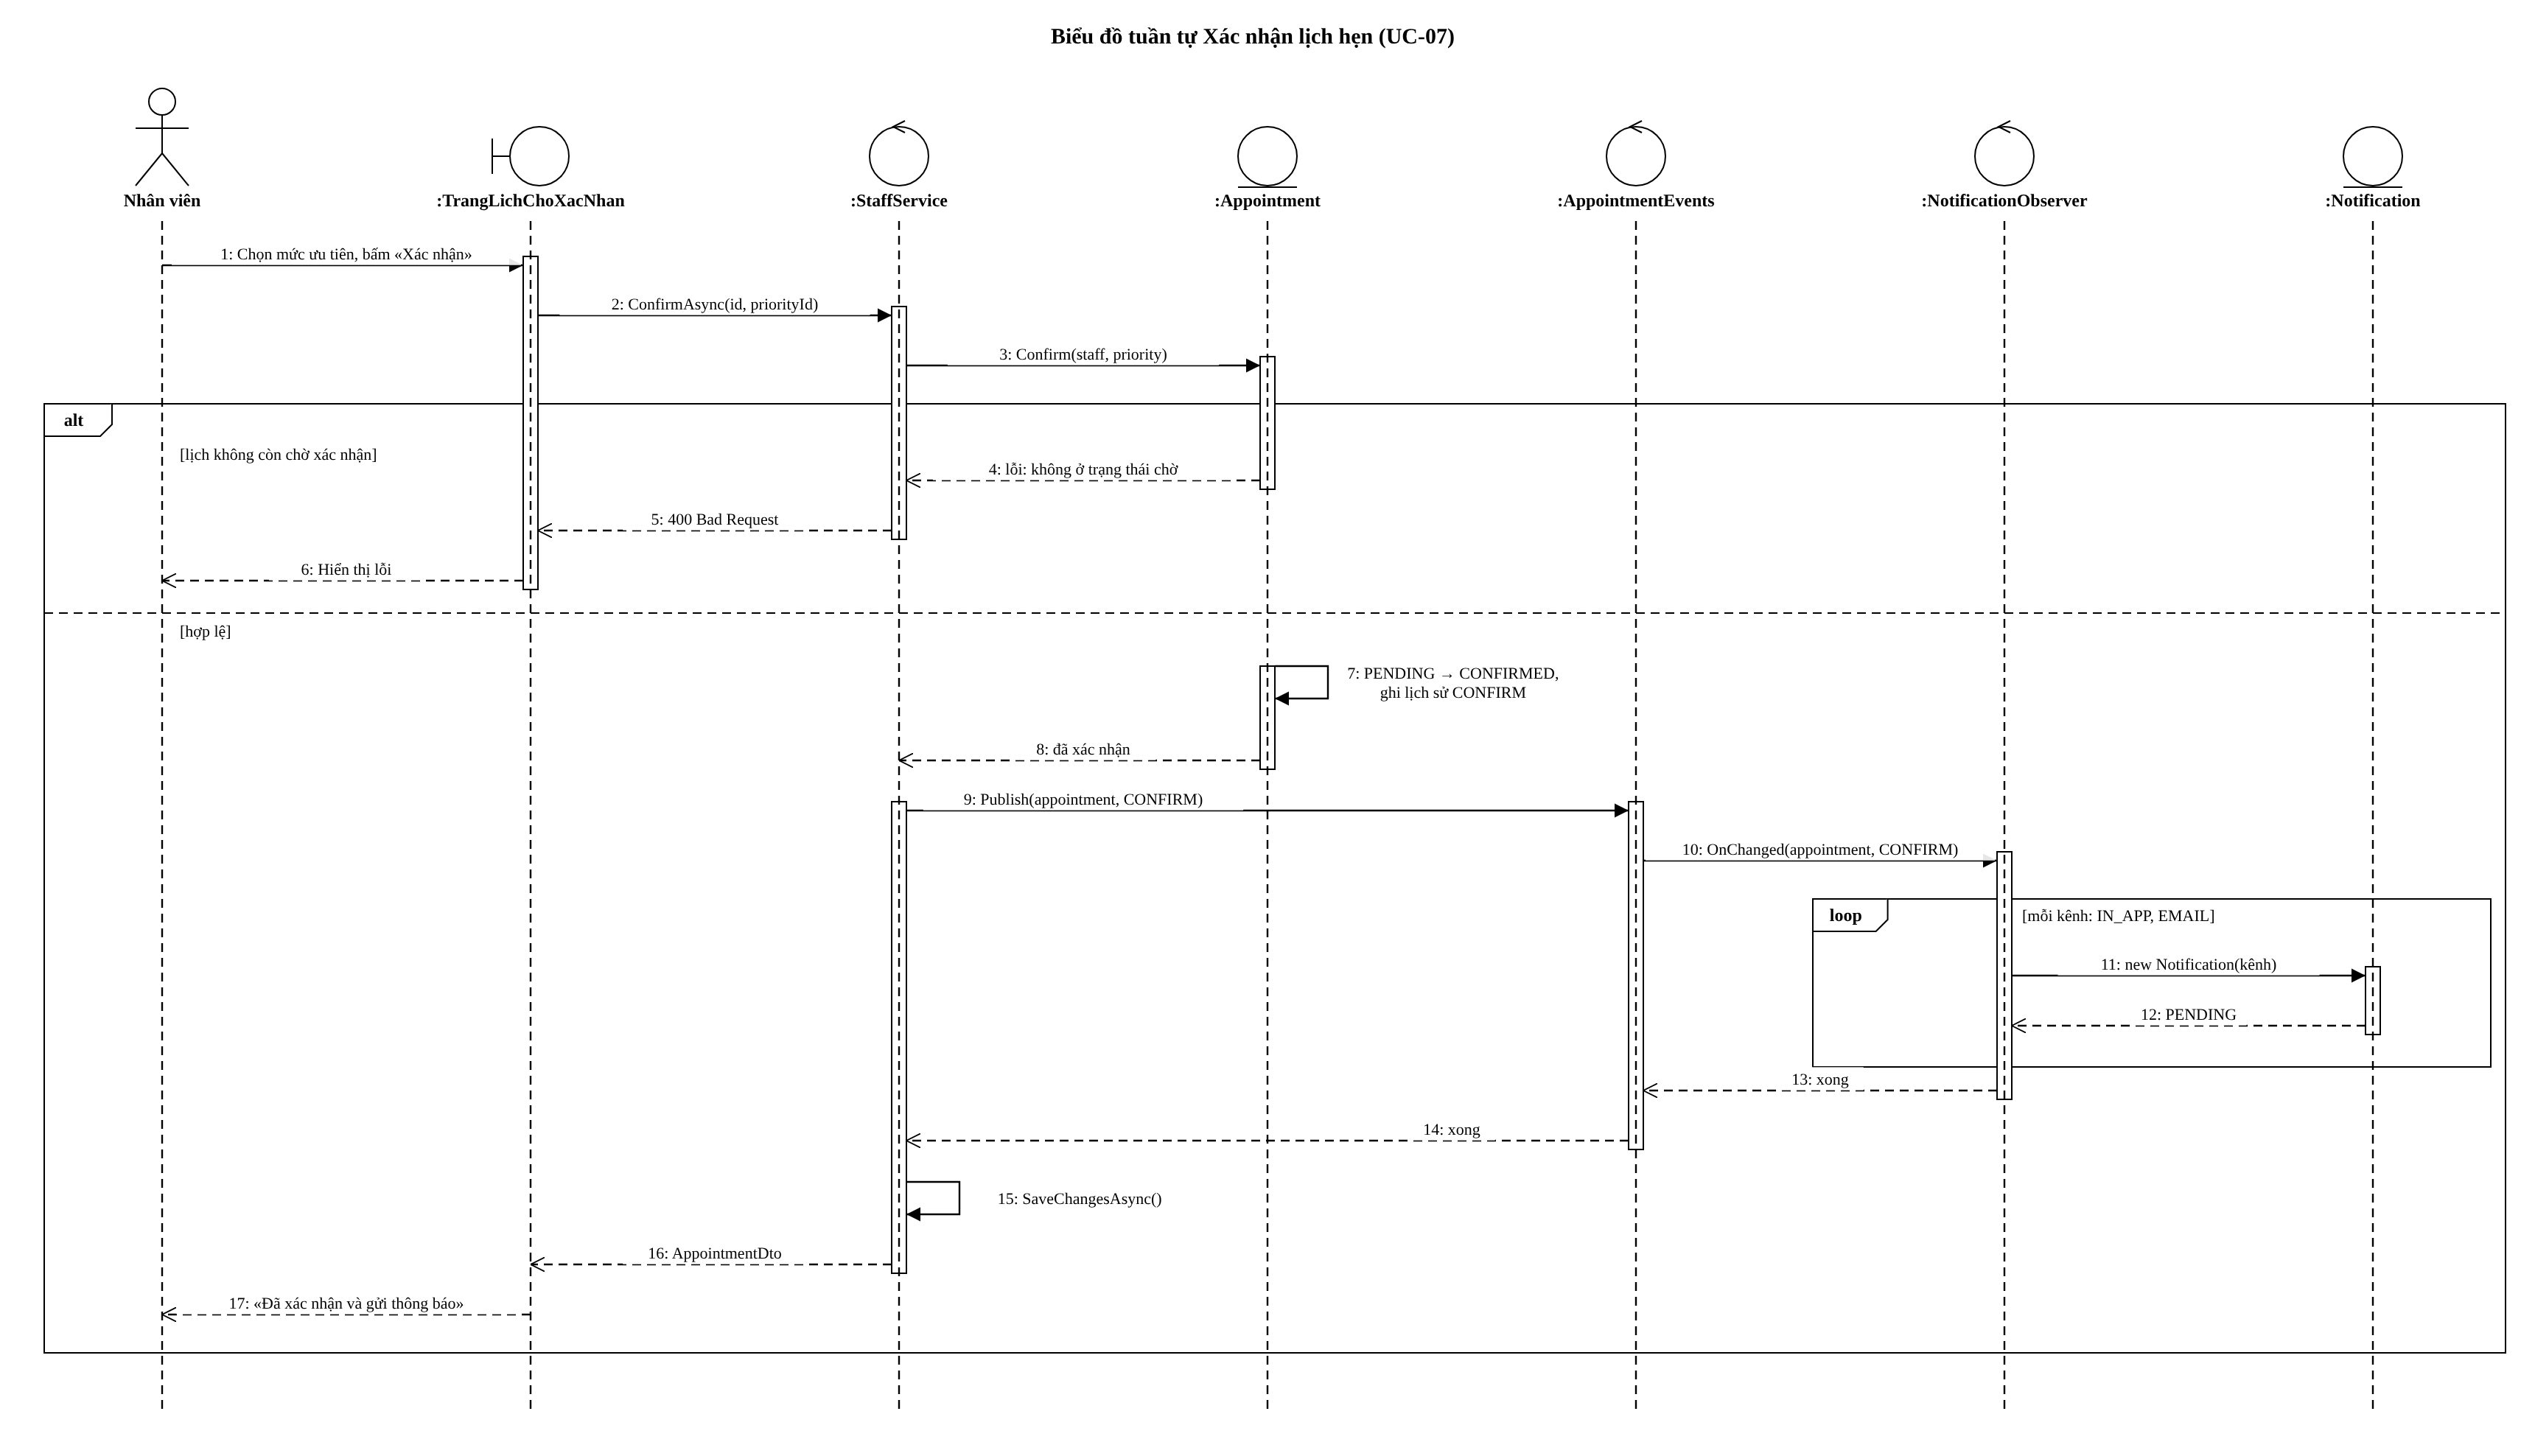 Biểu đồ tuần tự Xác nhận lịch hẹn (UC-07)
Nhân viên
:TrangLichChoXacNhan
:StaffService
:Appointment
:AppointmentEvents
:NotificationObserver
:Notification
1: Chọn mức ưu tiên, bấm «Xác nhận»
2: ConfirmAsync(id, priorityId)
3: Confirm(staff, priority)
alt
[lịch không còn chờ xác nhận]
4: lỗi: không ở trạng thái chờ
5: 400 Bad Request
6: Hiển thị lỗi
[hợp lệ]
7: PENDING → CONFIRMED,
ghi lịch sử CONFIRM
8: đã xác nhận
9: Publish(appointment, CONFIRM)
10: OnChanged(appointment, CONFIRM)
loop
[mỗi kênh: IN_APP, EMAIL]
11: new Notification(kênh)
12: PENDING
13: xong
14: xong
15: SaveChangesAsync()
16: AppointmentDto
17: «Đã xác nhận và gửi thông báo»